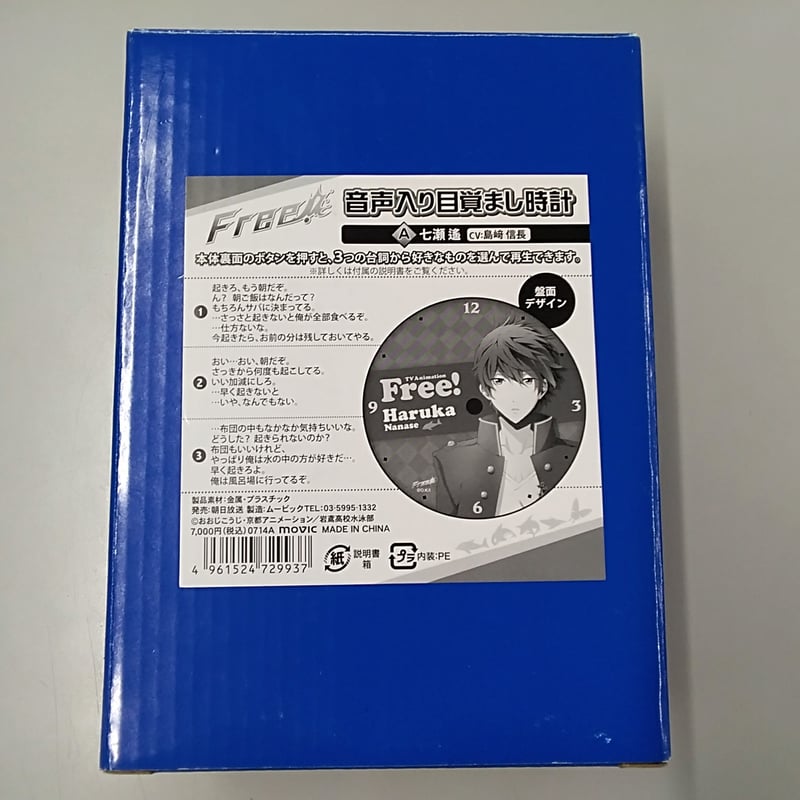 Free!
音声入り目覚まし時計
A 七瀬 遙 CV:島﨑 信長
本体裏面のボタンを押すと、3つの台詞から好きなものを選んで再生できます。
※詳しくは付属の説明書をご覧ください。
1
起きろ、もう朝だぞ。
ん? 朝ご飯はなんだって?
もちろんサバに決まってる。
…さっさと起きないと俺が全部食べるぞ。
…仕方ないな。
今起きたら、お前の分は残しておいてやる。
2
おい…おい、朝だぞ。
さっきから何度も起こしてる。
いい加減にしろ。
…早く起きないと
…いや、なんでもない。
3
…布団の中もなかなか気持ちいいな。
どうした? 起きられないのか?
布団もいいけれど、
やっぱり俺は水の中の方が好きだ…。
早く起きろよ。
俺は風呂場に行ってるぞ。
盤面
デザイン
12
3
6
9
TV Animation
Free!
Haruka
Nanase
製品素材:金属・プラスチック
発売:朝日放送 製造:ムービックTEL:03-5995-1332
©おおじこうじ・京都アニメーション/岩鳶高校水泳部
7,000円(税込)0714A movic MADE IN CHINA
4 961524 729937
紙 説明書
箱
プラ 内装:PE